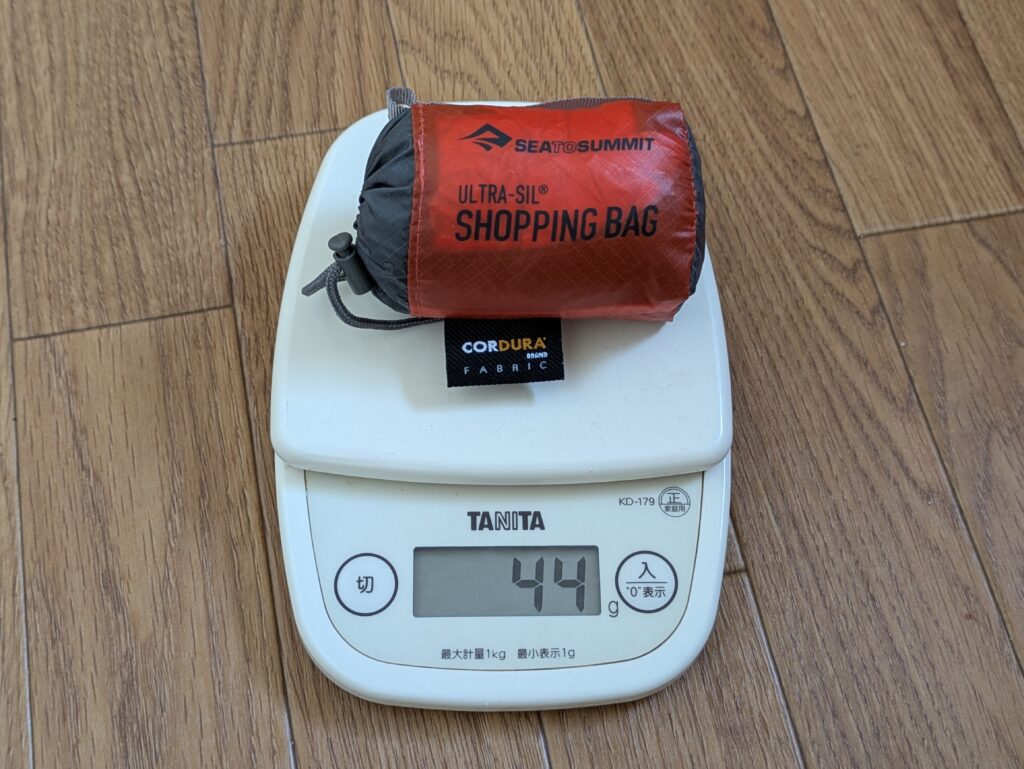 SEATOSUMMIT
ULTRA-SIL®
SHOPPING BAG
CORDURA
BRAND
FABRIC
KD-179 正
家庭用
TANITA
切
44 g
入
"0"表示
最大計量1kg 最小表示1g